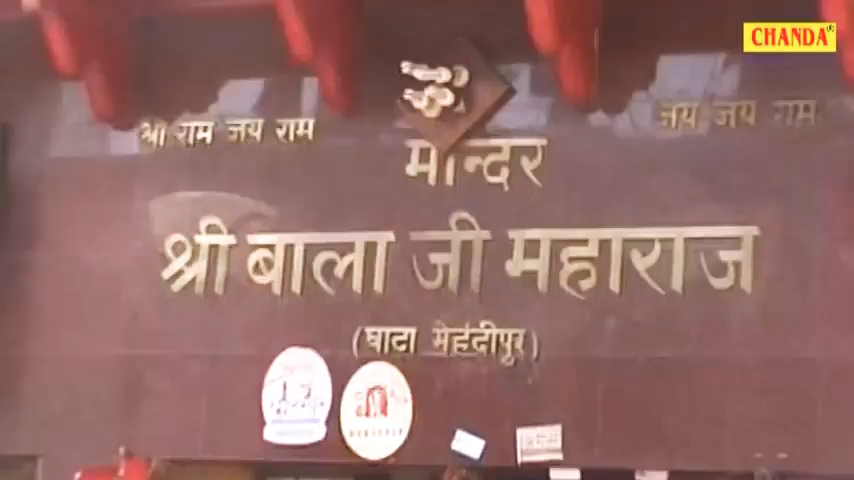 CHANDA®
श्री राम जय राम
जय जय राम
मन्दिर
श्री बाला जी महाराज
(घाटा मेहंदीपुर)